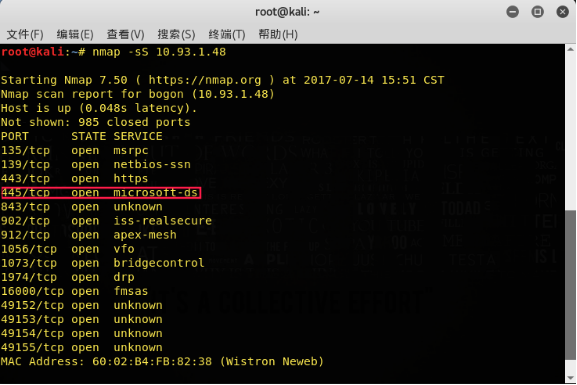 root@kali: ~
文件(F) 编辑(E) 查看(V) 搜索(S) 终端(T) 帮助(H)
root@kali:~# nmap -sS 10.93.1.48
Starting Nmap 7.50 ( https://nmap.org ) at 2017-07-14 15:51 CST
Nmap scan report for bogon (10.93.1.48)
Host is up (0.048s latency).
Not shown: 985 closed ports
PORT STATE SERVICE
135/tcp open msrpc
139/tcp open netbios-ssn
443/tcp open https
445/tcp open microsoft-ds
843/tcp open unknown
902/tcp open iss-realsecure
912/tcp open apex-mesh
1056/tcp open vfo
1073/tcp open bridgecontrol
1974/tcp open drp
16000/tcp open fmsas
49152/tcp open unknown
49153/tcp open unknown
49154/tcp open unknown
49155/tcp open unknown
MAC Address: 60:02:B4:FB:82:38 (Wistron Neweb)